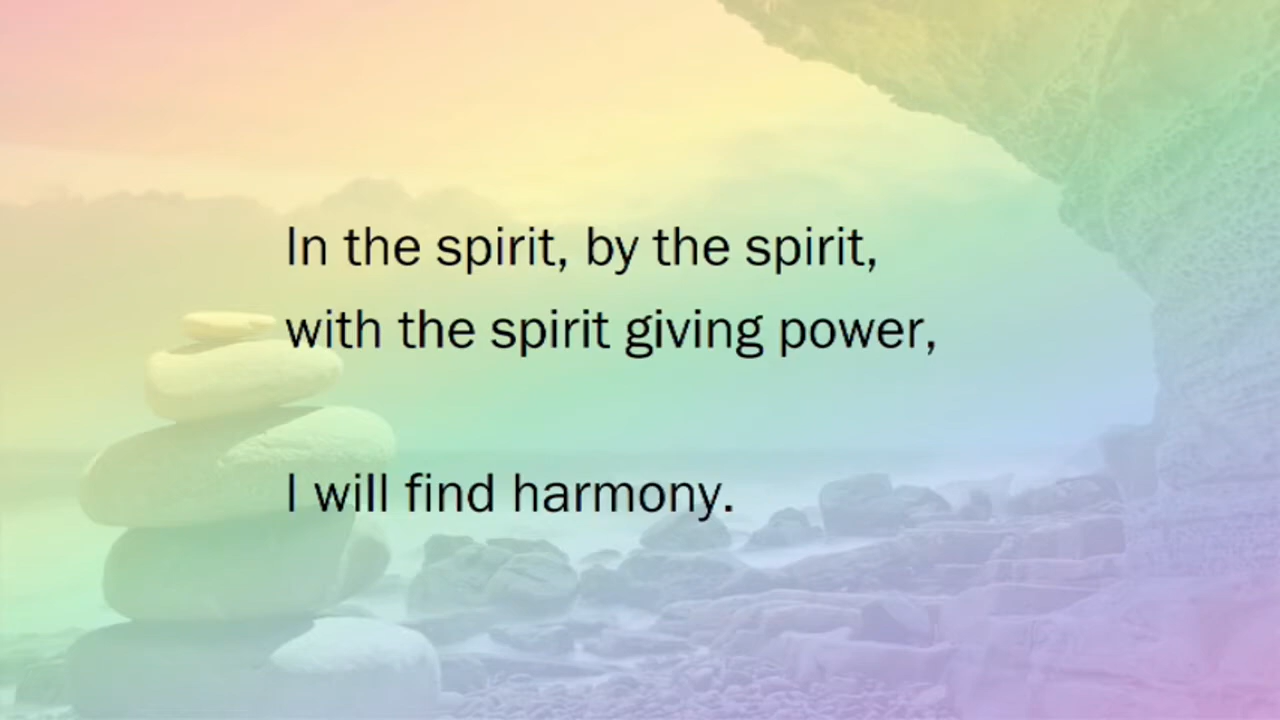 In the spirit, by the spirit,
with the spirit giving power,
I will find harmony.